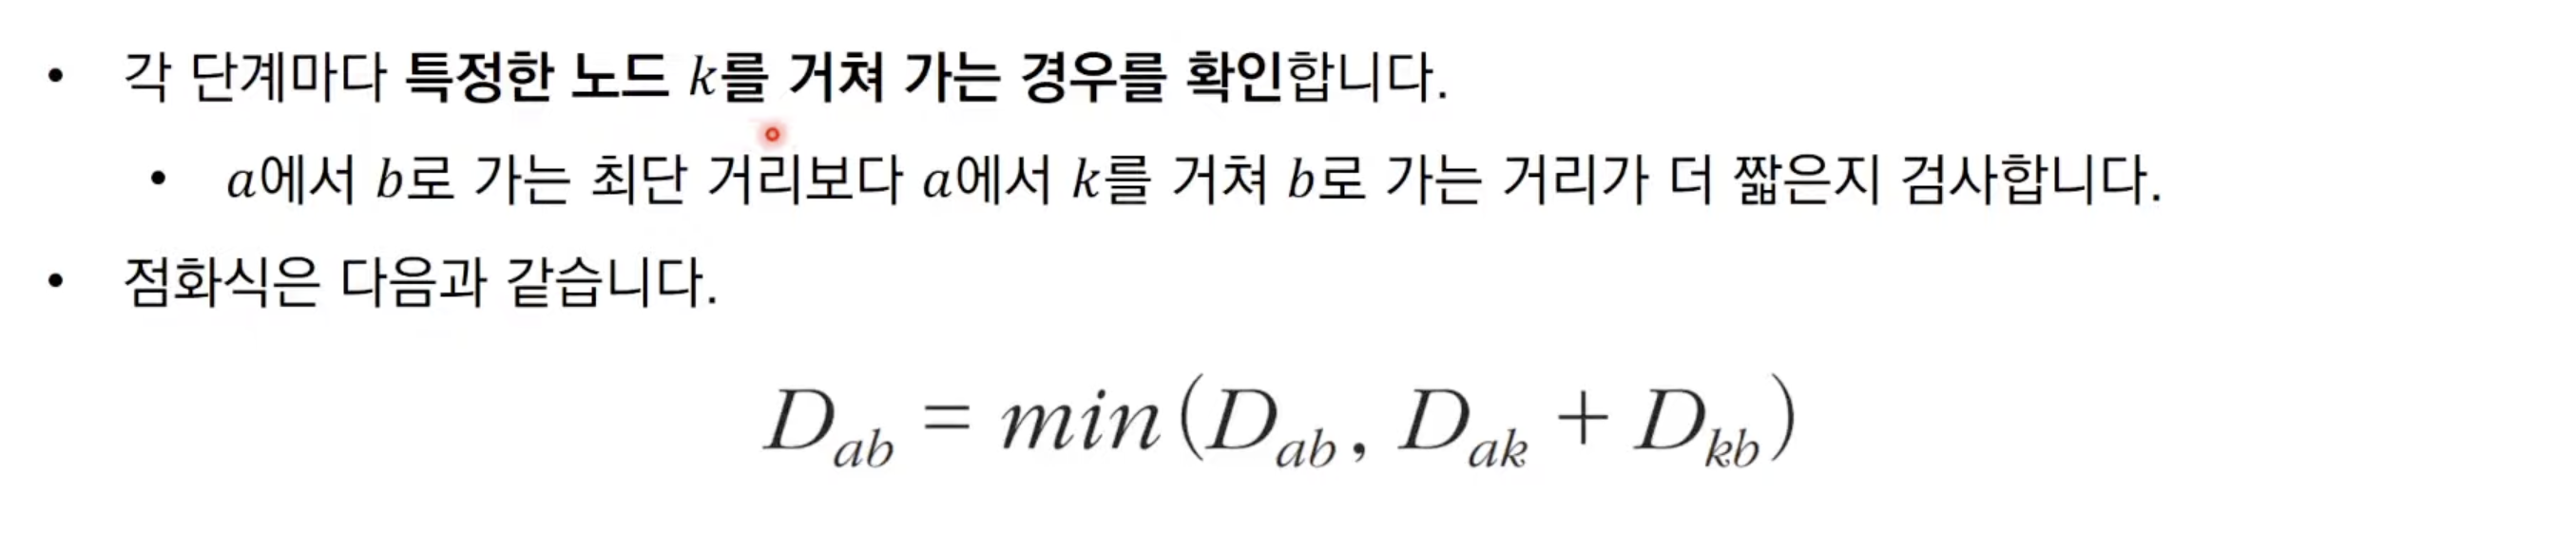 • 각 단계마다 특정한 노드 k를 거쳐 가는 경우를 확인합니다.
• a에서 b로 가는 최단 거리보다 a에서 k를 거쳐 b로 가는 거리가 더 짧은지 검사합니다.
• 점화식은 다음과 같습니다.
D_ab = min(D_ab, D_ak + D_kb)